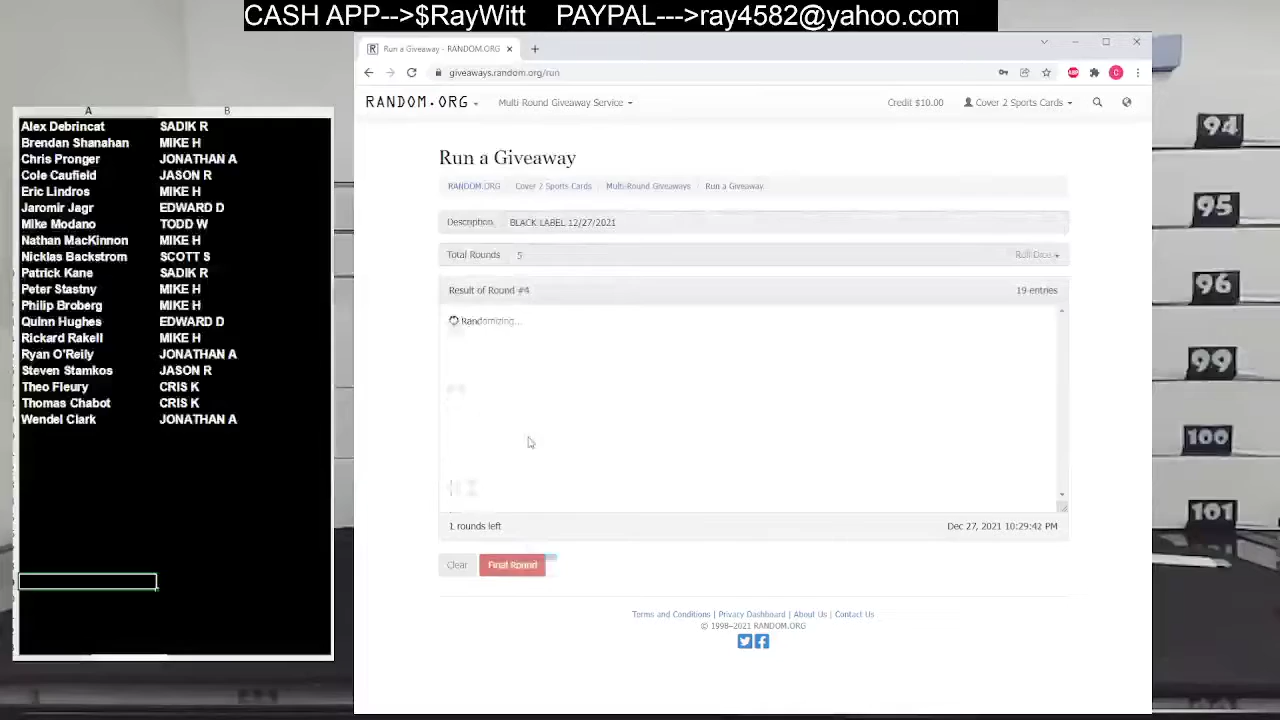 CASH APP-->$RayWitt PAYPAL--->ray4582@yahoo.com
Run a Giveaway - RANDOM.ORG
giveaways.random.org/run
ABP
C
RANDOM.ORG
Multi Round Giveaway Service
Credit $10.00
Cover 2 Sports Cards
Run a Giveaway
RANDOM.ORG Cover 2 Sports Cards Multi-Round Giveaways Run a Giveaway
Description BLACK LABEL 12/27/2021
Total Rounds 5
Roll Dice
Result of Round #4
19 entries
Randomizing...
1 rounds left
Dec 27, 2021 10:29:42 PM
Clear
Final Round
Terms and Conditions | Privacy Dashboard | About Us | Contact Us
© 1998–2021 RANDOM.ORG
A B
Alex Debrincat SADIK R
Brendan Shanahan MIKE H
Chris Pronger JONATHAN A
Cole Caufield JASON R
Eric Lindros MIKE H
Jaromir Jagr EDWARD D
Mike Modano TODD W
Nathan MacKinnon MIKE H
Nicklas Backstrom SCOTT S
Patrick Kane SADIK R
Peter Stastny MIKE H
Philip Broberg MIKE H
Quinn Hughes EDWARD D
Rickard Rakell MIKE H
Ryan O'Reily JONATHAN A
Steven Stamkos JASON R
Theo Fleury CRIS K
Thomas Chabot CRIS K
Wendel Clark JONATHAN A
94
95
96
99
100
101